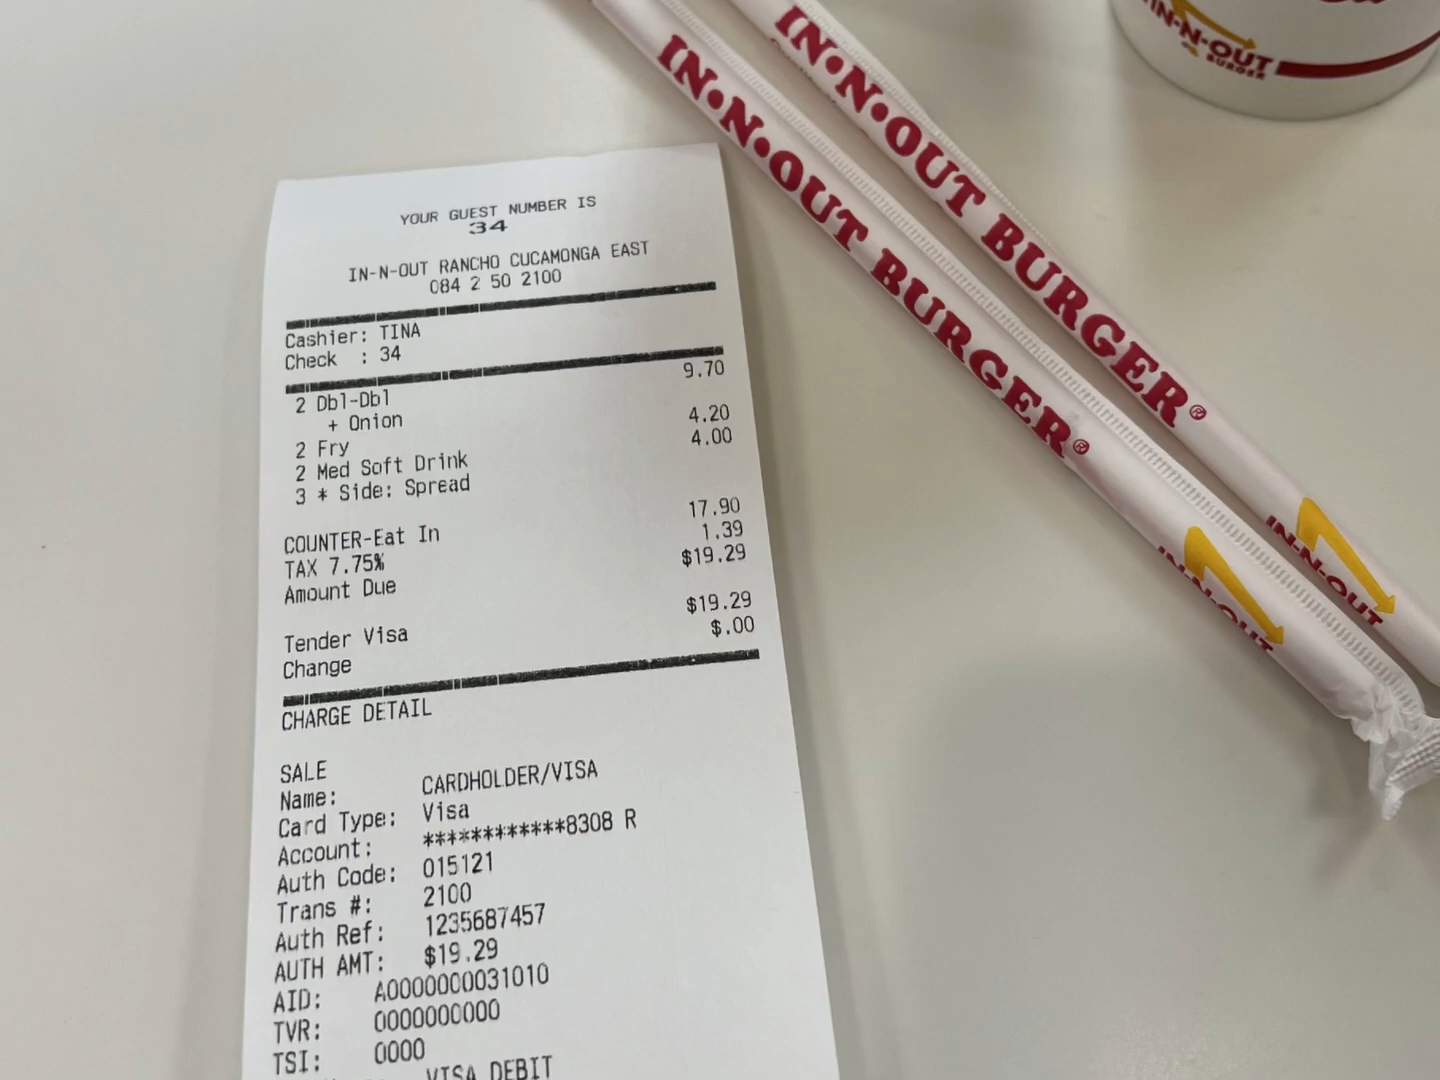 YOUR GUEST NUMBER IS
34
IN-N-OUT RANCHO CUCAMONGA EAST
084 2 50 2100
Cashier: TINA
Check : 34
2 Dbl-Dbl 9.70
+ Onion
2 Fry 4.20
2 Med Soft Drink 4.00
3 * Side: Spread
COUNTER-Eat In 17.90
TAX 7.75% 1.39
Amount Due $19.29
Tender Visa $19.29
Change $.00
CHARGE DETAIL
SALE
Name: CARDHOLDER/VISA
Card Type: Visa
Account: ************8308 R
Auth Code: 015121
Trans #: 2100
Auth Ref: 1235687457
AUTH AMT: $19.29
AID: A0000000031010
TVR: 0000000000
TSI: 0000
VISA DEBIT
IN•N•OUT BURGER®
IN-N-OUT
IN•N•OUT BURGER®
IN-N-OUT
IN-N-OUT
BURGER